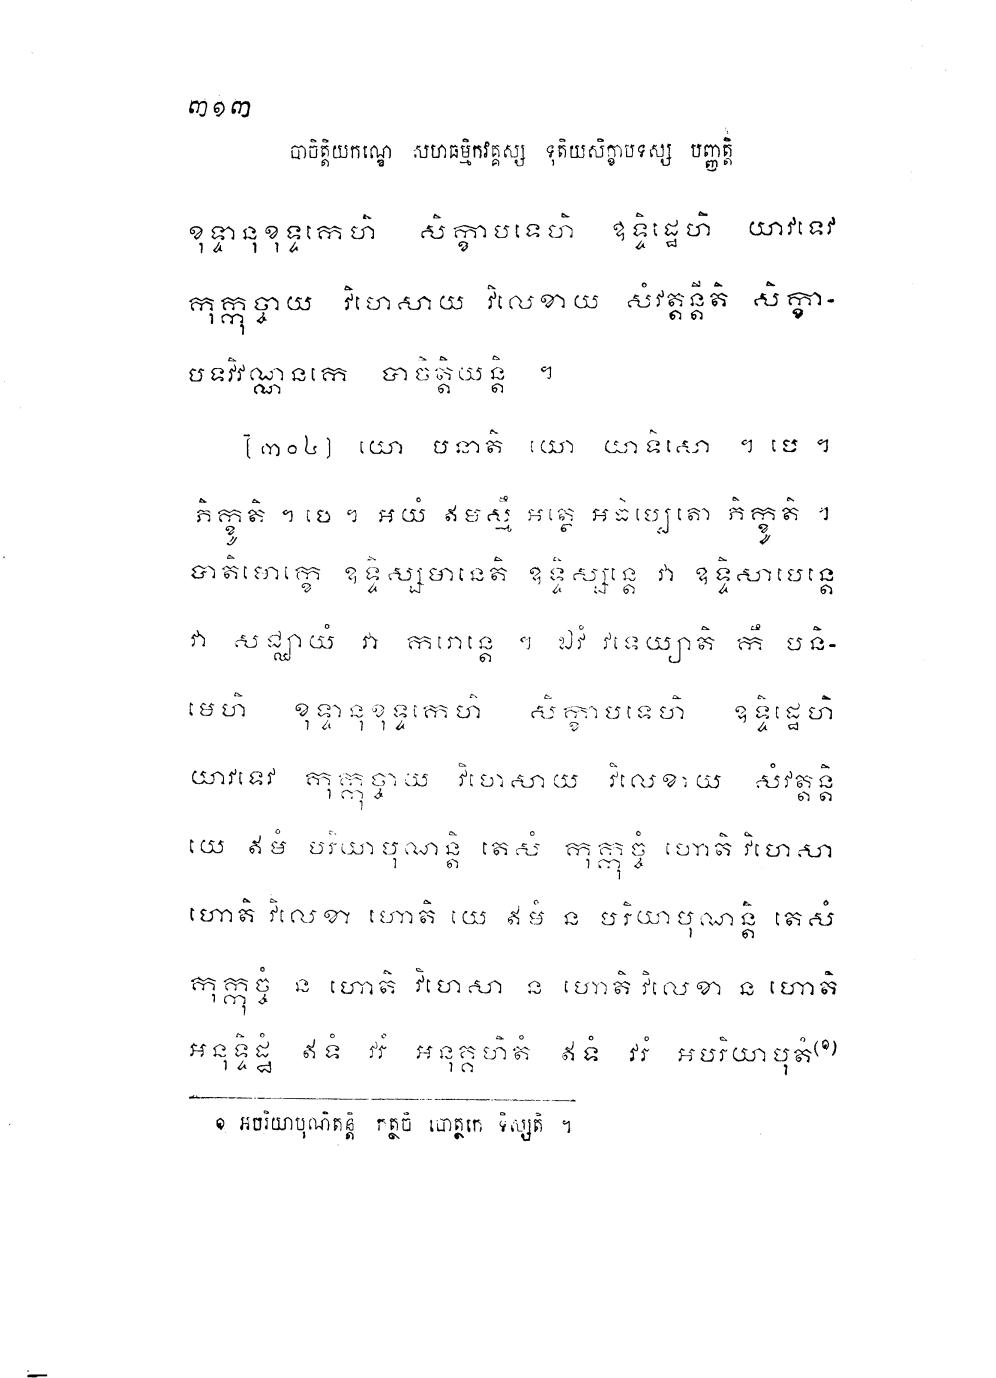 ៣១៣
បាចិត្តិយកណ្ឌេ សហធម្មិកវគ្គស្ស ទុតិយសិក្ខាបទស្ស បញ្ញត្តិ
ខុទ្ទានុខុទ្ទកេហិ សិក្ខាបទេហិ ឧទ្ទិដ្ឋេហិ យាវទេវ
កុក្កុច្ចាយ វិហេសាយ វិលេខាយ សំវត្តន្តីតិ សិក្ខា-
បទវិវណ្ណនកេ បាចិត្តិយន្តិ ។
[៣០៤] យោ បនាតិ យោ យាទិសោ ។ បេ ។
ភិក្ខូតិ ។ បេ ។ អយំ ឥមស្មឹ អត្ថេ អធិប្បេតោ ភិក្ខូតិ ។
បាតិមោក្ខេ ឧទ្ទិស្សមានេតិ ឧទ្ទិស្សន្តេ វា ឧទ្ទិសាបេន្តេ
វា សជ្ឈាយំ វា ករោន្តេ ។ ឯវំ វទេយ្យាតិ កឹ បនិ-
មេហិ ខុទ្ទានុខុទ្ទកេហិ សិក្ខាបទេហិ ឧទ្ទិដ្ឋេហិ
យាវទេវ កុក្កុច្ចាយ វិហេសាយ វិលេខាយ សំវត្តន្តិ
យេ ឥមំ បរិយាបុណន្តិ តេសំ កុក្កុច្ចំ ហោតិ វិហេសា
ហោតិ វិលេខា ហោតិ យេ ឥមំ ន បរិយាបុណន្តិ តេសំ
កុក្កុច្ចំ ន ហោតិ វិហេសា ន ហោតិ វិលេខា ន ហោតិ
អនុទ្ទិដ្ឋំ ឥទំ វរំ អនុគ្គហិតំ ឥទំ វរំ អបរិយាបុតំ(១)
១ អបរិយាបុណិតន្តិ កត្ថចិ បោត្ថកេ ទិស្សតិ ។